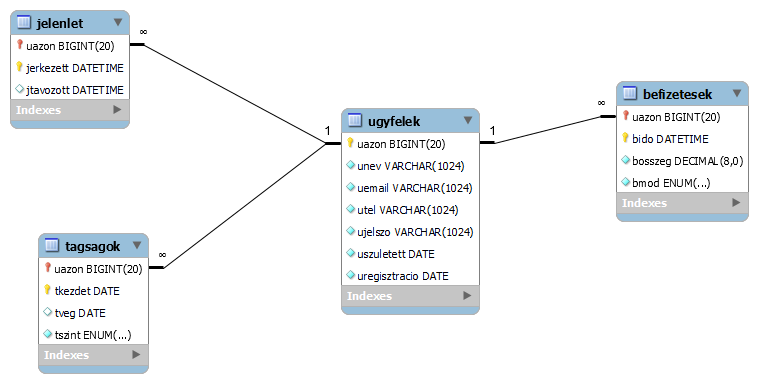 jelenlet
uazon BIGINT(20)
jerkezett DATETIME
jtavozott DATETIME
Indexes
∞
1
ugyfelek
uazon BIGINT(20)
unev VARCHAR(1024)
uemail VARCHAR(1024)
utel VARCHAR(1024)
ujelszo VARCHAR(1024)
uszuletett DATE
uregisztracio DATE
Indexes
1
∞
befizetesek
uazon BIGINT(20)
bido DATETIME
bosszeg DECIMAL(8,0)
bmod ENUM(...)
Indexes
∞
tagsagok
uazon BIGINT(20)
tkezdet DATE
tveg DATE
tszint ENUM(...)
Indexes